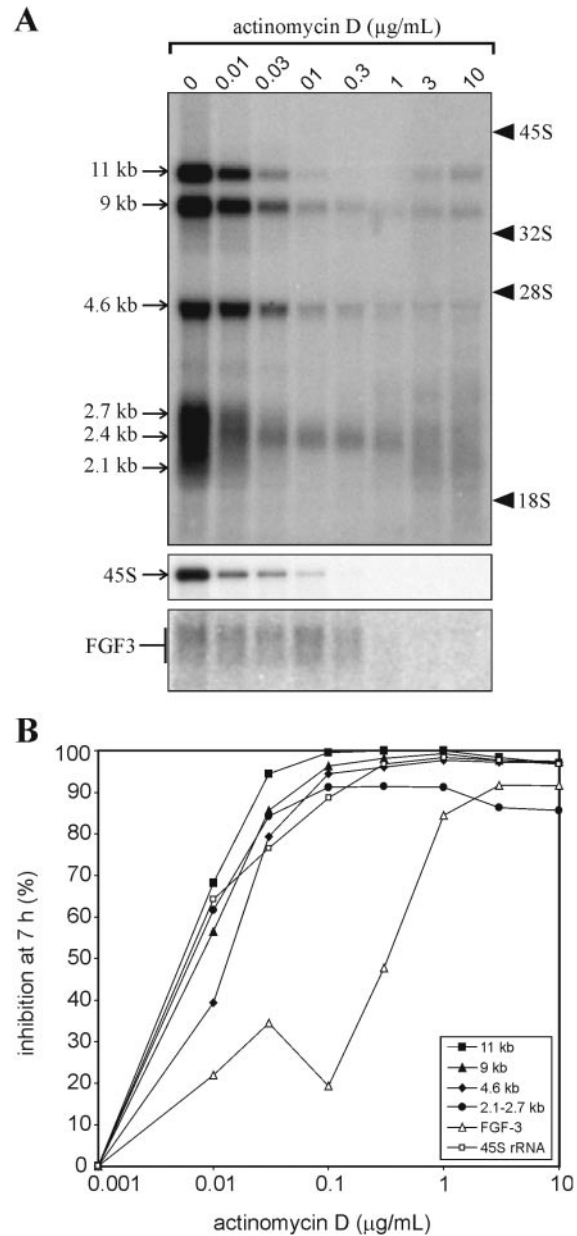 A
actinomycin D (µg/mL)
0 0.01 0.03 01 0.3 1 3 10
45S
11 kb
9 kb
32S
28S
4.6 kb
2.7 kb
2.4 kb
2.1 kb
18S
45S
FGF3
B
100
90
80
70
60
50
40
30
20
10
0
inhibition at 7 h (%)
11 kb
9 kb
4.6 kb
2.1-2.7 kb
FGF-3
45S rRNA
0.001 0.01 0.1 1 10
actinomycin D (µg/mL)